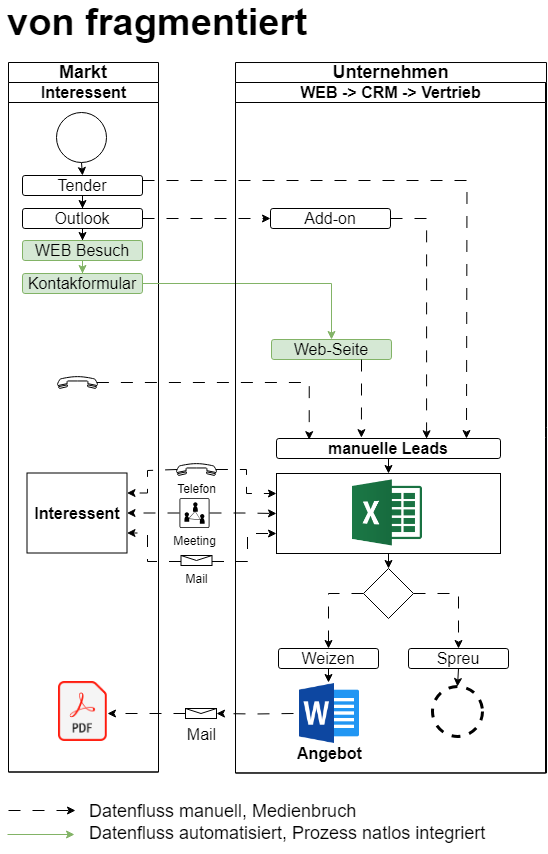 von fragmentiert
Markt
Unternehmen
Interessent
WEB -> CRM -> Vertrieb
Tender
Outlook
Add-on
WEB Besuch
Kontakformular
Web-Seite
manuelle Leads
Telefon
X
Interessent
Meeting
Mail
Weizen
Spreu
PDF
W
Mail
Angebot
Datenfluss manuell, Medienbruch
Datenfluss automatisiert, Prozess natlos integriert